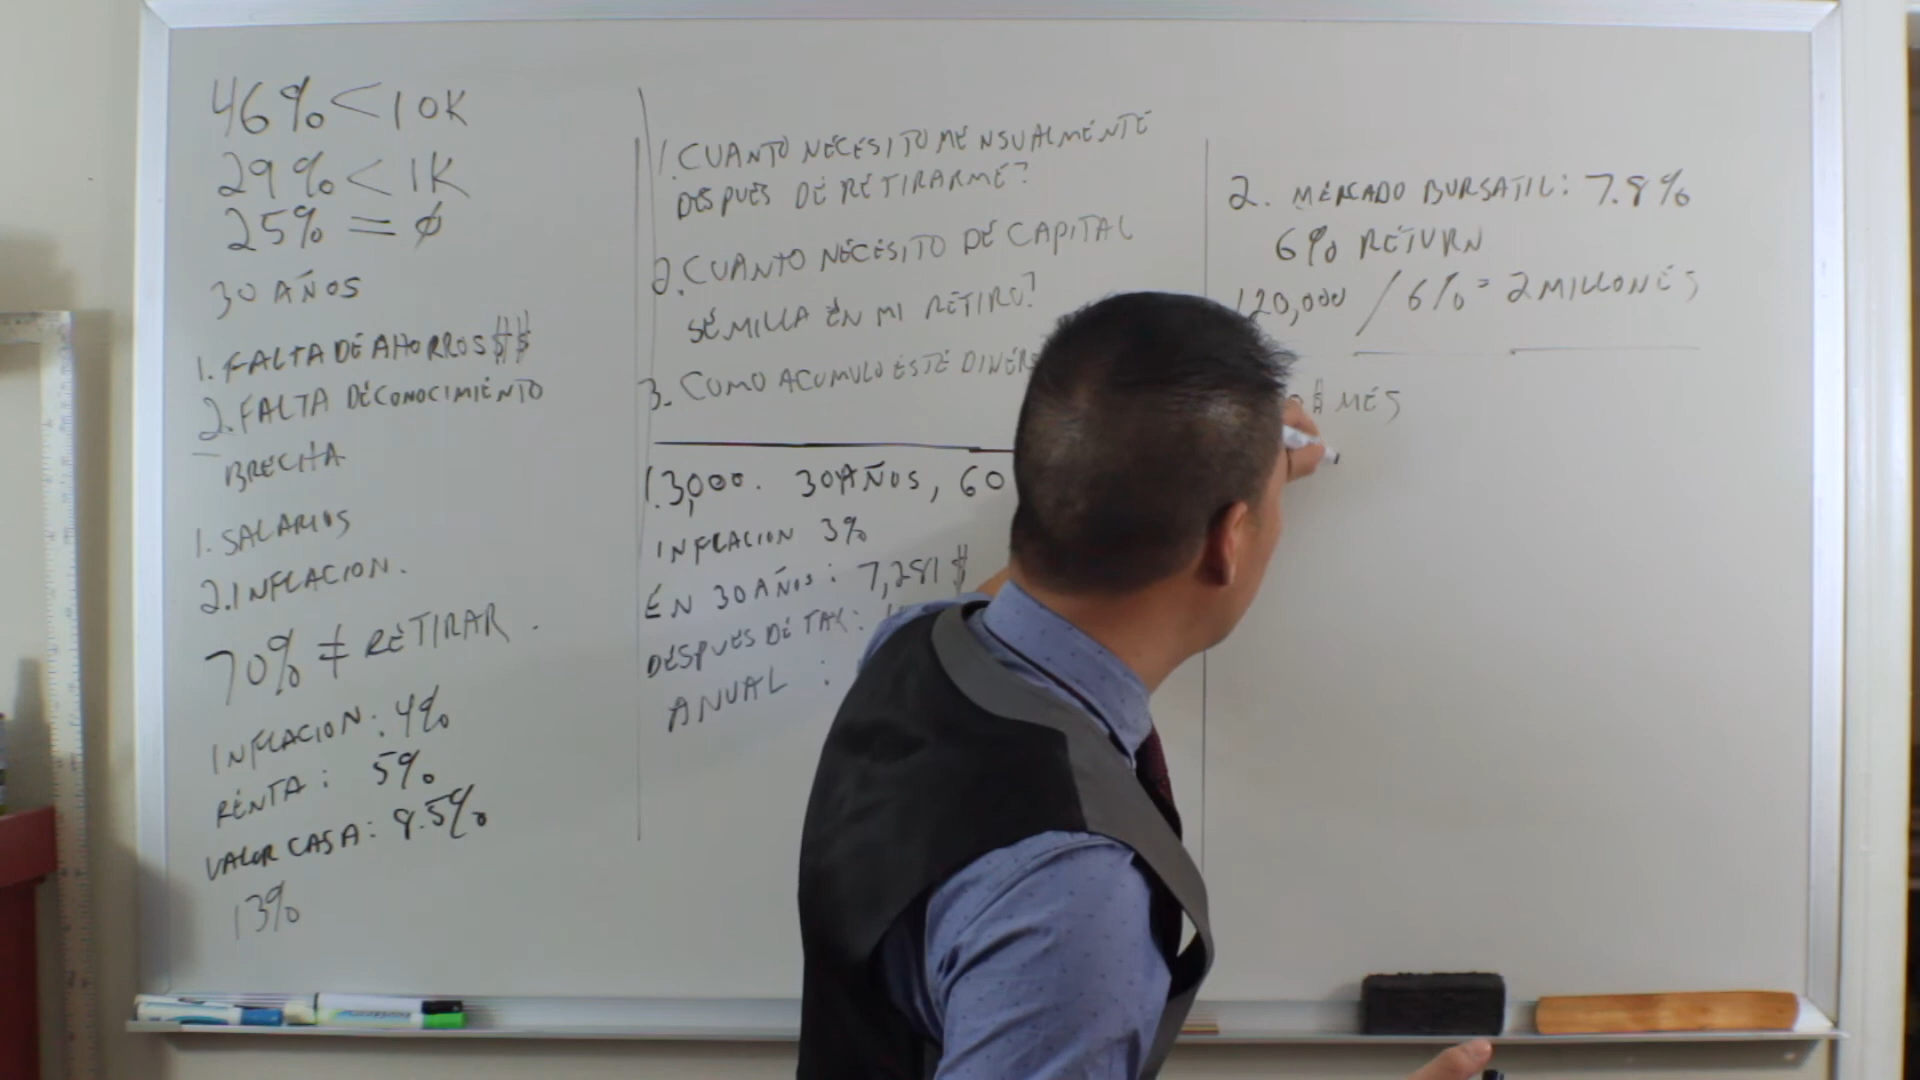 46% < 10K
29% < 1K
25% = ∅
30 AÑOS
1. FALTA DE AHORROS $$
2. FALTA DE CONOCIMIENTO
BRECHA
1. SALARIOS
2. INFLACION.
70% ≠ RETIRAR.
INFLACION: 4%
RENTA: 5%
VALOR CASA: 8.5%
13%
1. CUANTO NECESITO MENSUALMENTE
DESPUES DE RETIRARME?
2. CUANTO NECESITO DE CAPITAL
SEMILLA EN MI RETIRO?
3. COMO ACUMULO ESTE
1. 3,000. 30 AÑOS, 60
INFLACION 3%
EN 30 AÑOS: 7,281 $
DESPUES DE TAX:
ANUAL:
2. MERCADO BURSATIL: 7.8%
6% RETURN
120,000 / 6% = 2 MILLONES
$ MES